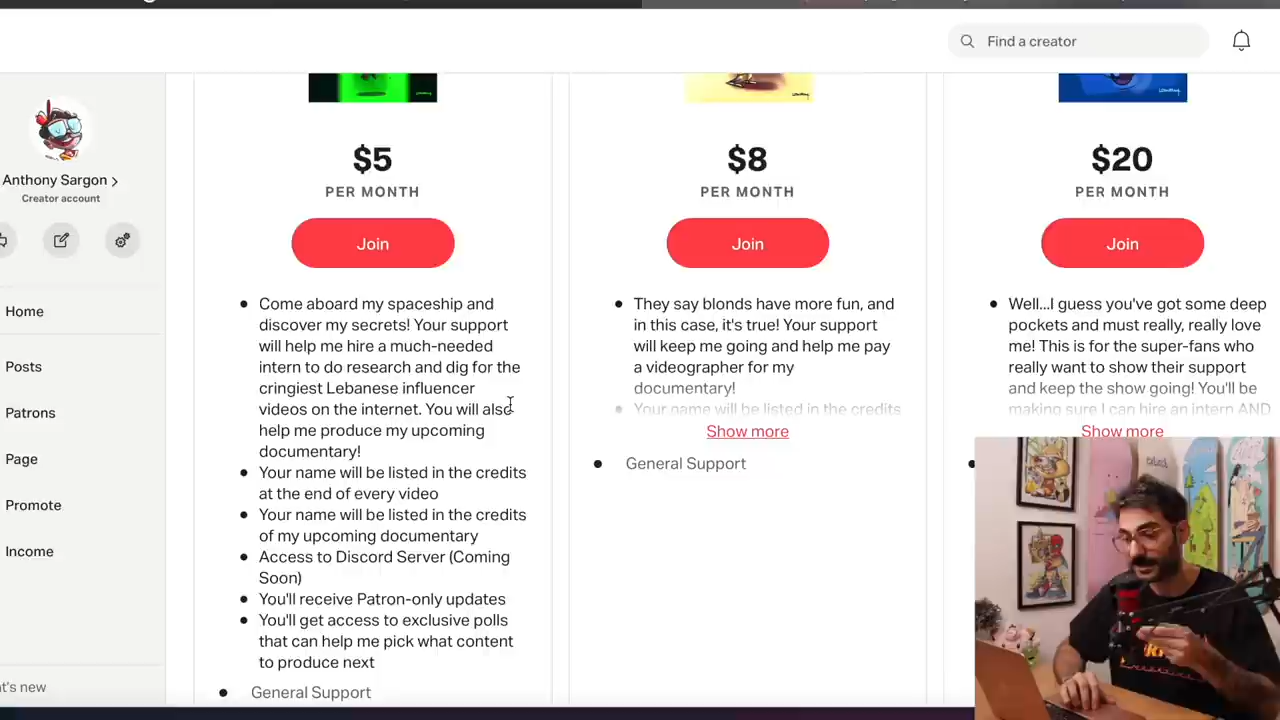 Find a creator
Anthony Sargon
Creator account
Home
Posts
Patrons
Page
Promote
Income
at's new
$5
PER MONTH
Join
Come aboard my spaceship and
discover my secrets! Your support
will help me hire a much-needed
intern to do research and dig for the
cringiest Lebanese influencer
videos on the internet. You will also
help me produce my upcoming
documentary!
Your name will be listed in the credits
at the end of every video
Your name will be listed in the credits
of my upcoming documentary
Access to Discord Server (Coming
Soon)
You'll receive Patron-only updates
You'll get access to exclusive polls
that can help me pick what content
to produce next
General Support
$8
PER MONTH
Join
They say blonds have more fun, and
in this case, it's true! Your support
will keep me going and help me pay
a videographer for my
documentary!
Your name will be listed in the credits
Show more
General Support
$20
PER MONTH
Join
Well...I guess you've got some deep
pockets and must really, really love
me! This is for the super-fans who
really want to show their support
and keep the show going! You'll be
making sure I can hire an intern AND
Show more